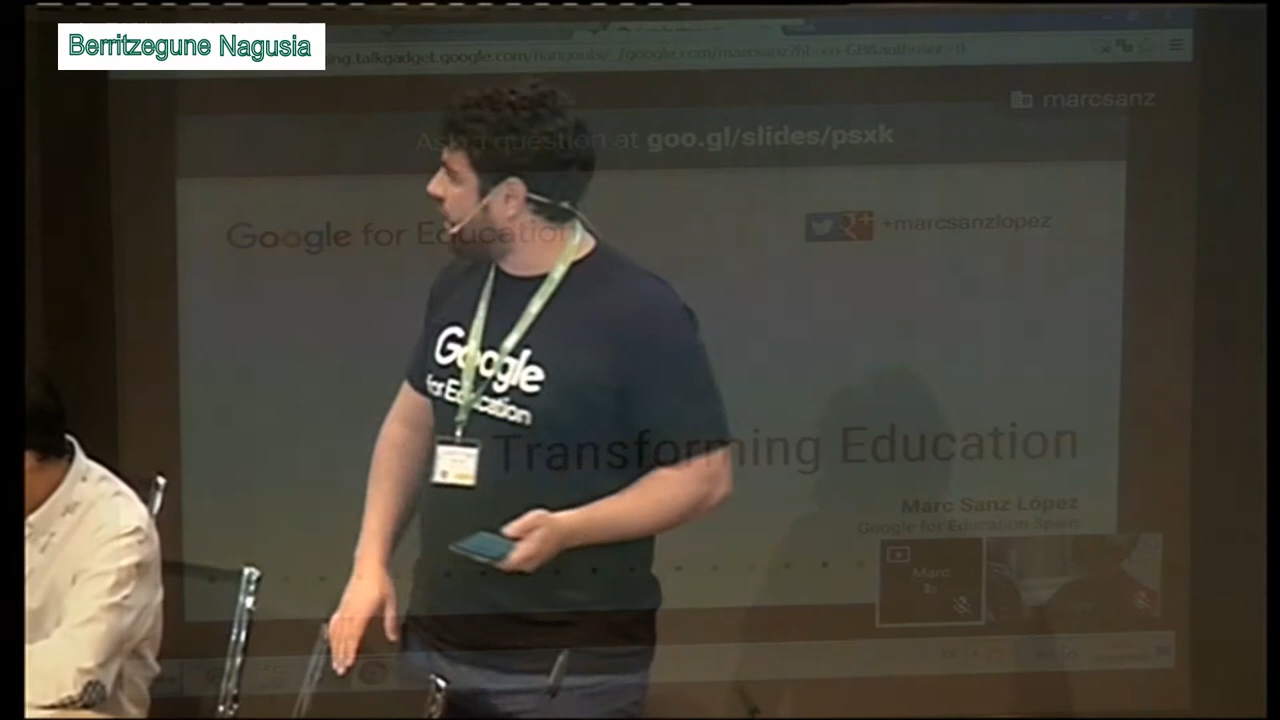 Berritzegune Nagusia
marcsanz
Ask a question at goo.gl/slides/psxk
Google for Education
+marcsanzlopez
Google
for Education
Transforming Education
Marc Sanz López
Google for Education Spain
Marc